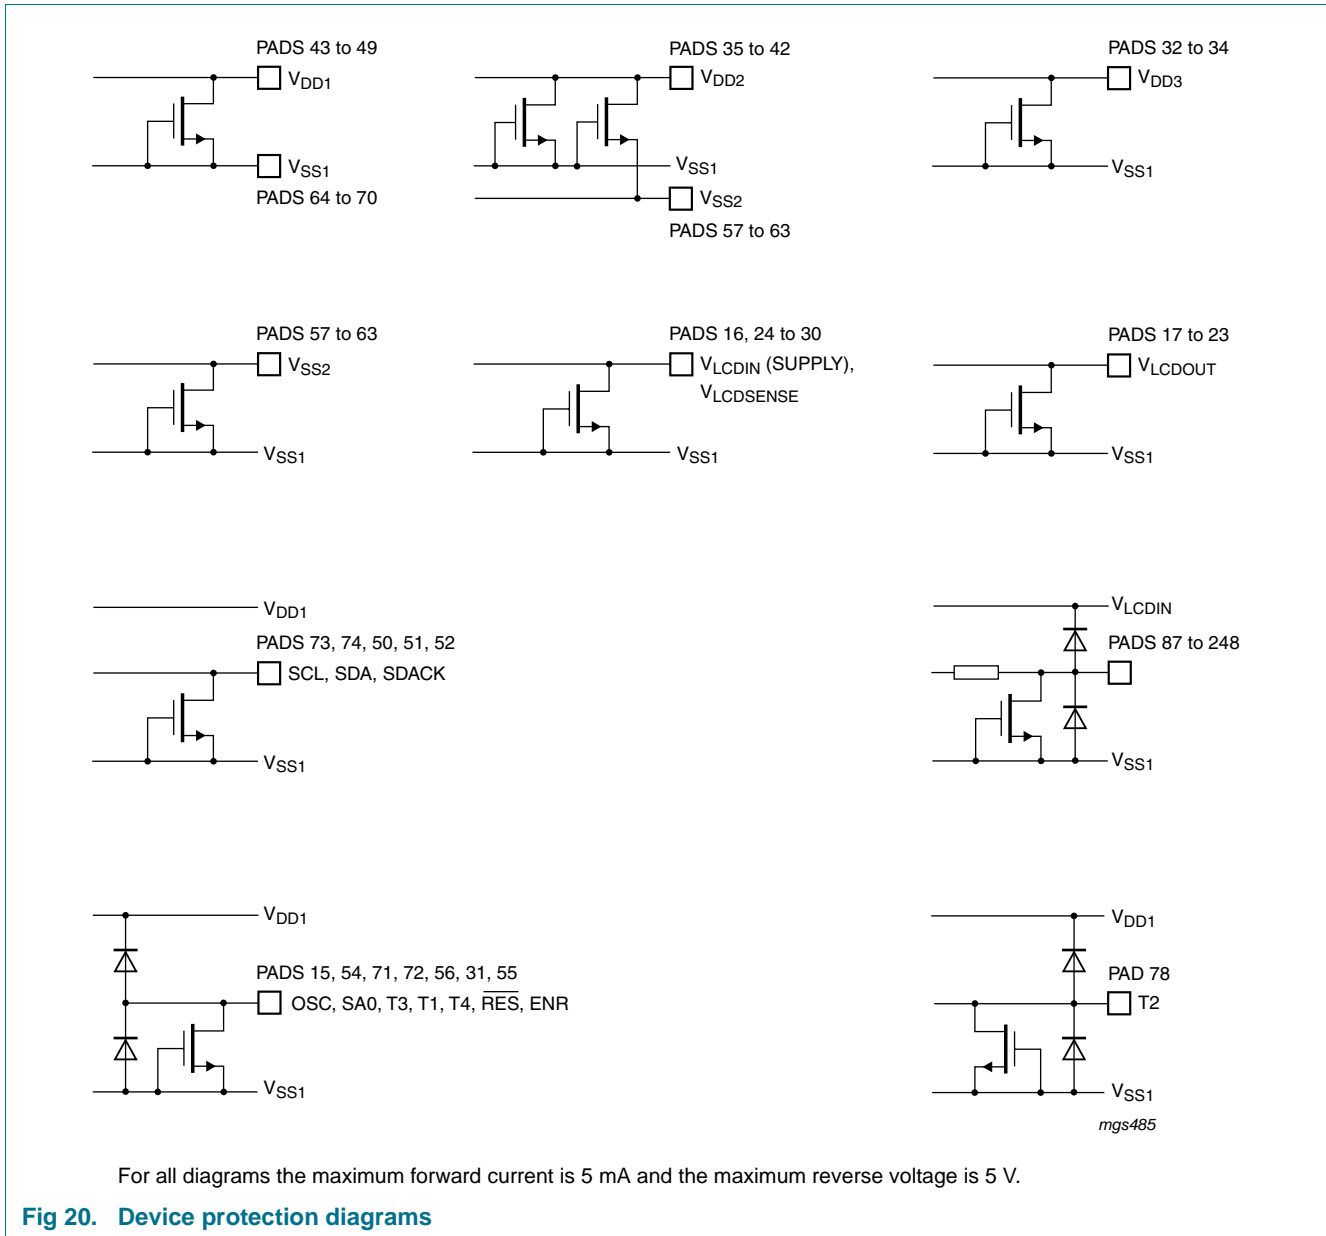 PADS 43 to 49
VDD1
VSS1
PADS 64 to 70
PADS 35 to 42
VDD2
VSS1
VSS2
PADS 57 to 63
PADS 32 to 34
VDD3
VSS1
PADS 57 to 63
VSS2
VSS1
PADS 16, 24 to 30
VLCDIN (SUPPLY),
VLCDSENSE
VSS1
PADS 17 to 23
VLCDOUT
VSS1
VDD1
PADS 73, 74, 50, 51, 52
SCL, SDA, SDACK
VSS1
VLCDIN
PADS 87 to 248
VSS1
VDD1
PADS 15, 54, 71, 72, 56, 31, 55
OSC, SA0, T3, T1, T4, R̅E̅S̅, ENR
VSS1
VDD1
PAD 78
T2
VSS1
mgs485
For all diagrams the maximum forward current is 5 mA and the maximum reverse voltage is 5 V.
Fig 20. Device protection diagrams